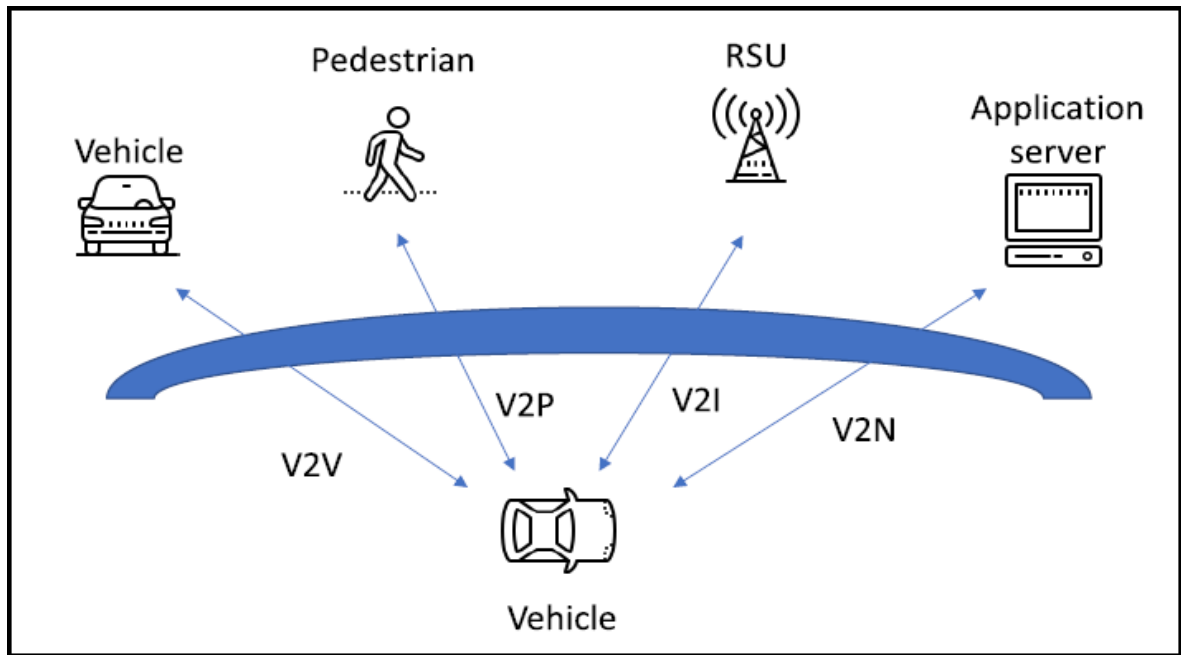 Pedestrian
RSU
Application
server
Vehicle
V2P
V2I
V2N
V2V
Vehicle